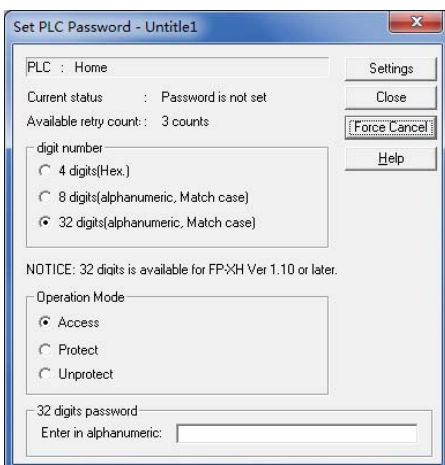 Set PLC Password - Untitle1
PLC : Home
Settings
Current status : Password is not set
Close
Available retry count: : 3 counts
Force Cancel
digit number
Help
4 digits(Hex.)
8 digits(alphanumeric, Match case)
32 digits(alphanumeric, Match case)
NOTICE: 32 digits is available for FP-XH Ver 1.10 or later.
Operation Mode
Access
Protect
Unprotect
32 digits password
Enter in alphanumeric: